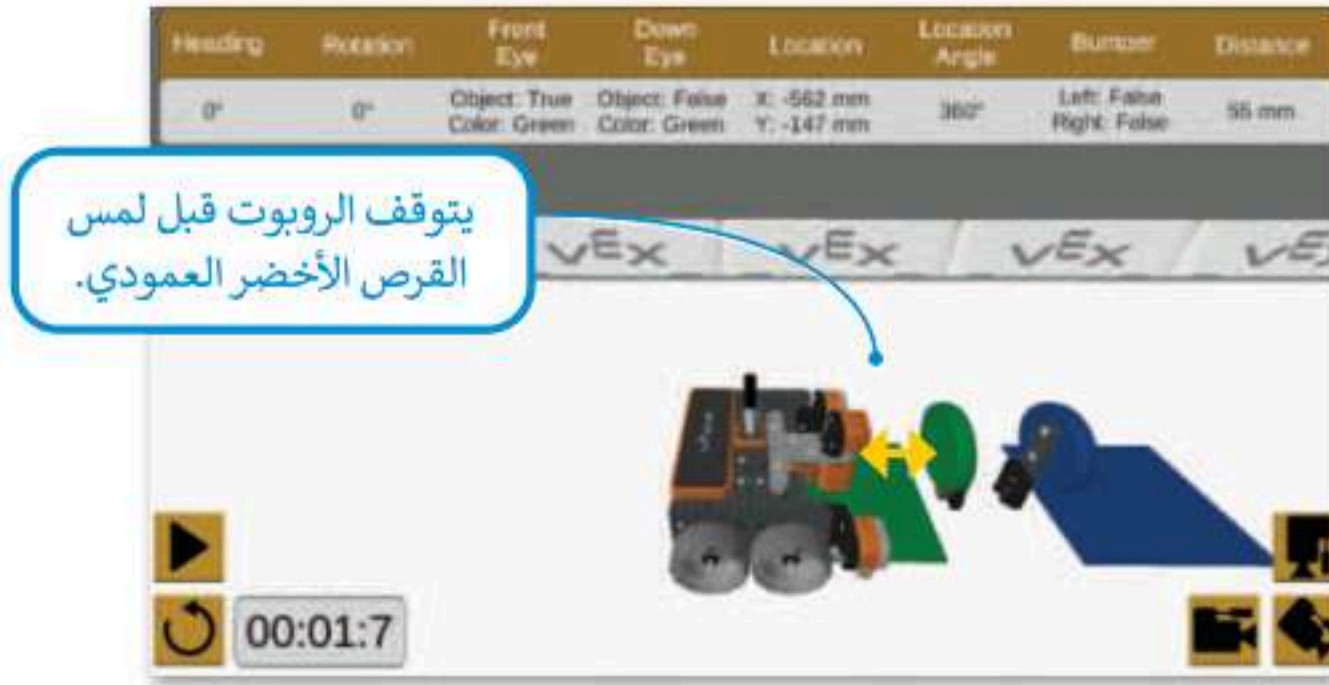 Heading Rotation Front Eye Down Eye Location Location Angle Bumper Distance
0° 0° Object: True Object: False X: -562 mm 360° Left: False 55 mm
Color: Green Color: Green Y: -147 mm Right: False
يتوقف الروبوت قبل لمس
القرص الأخضر العمودي.
VEX VEX VEX VEX
00:01:7